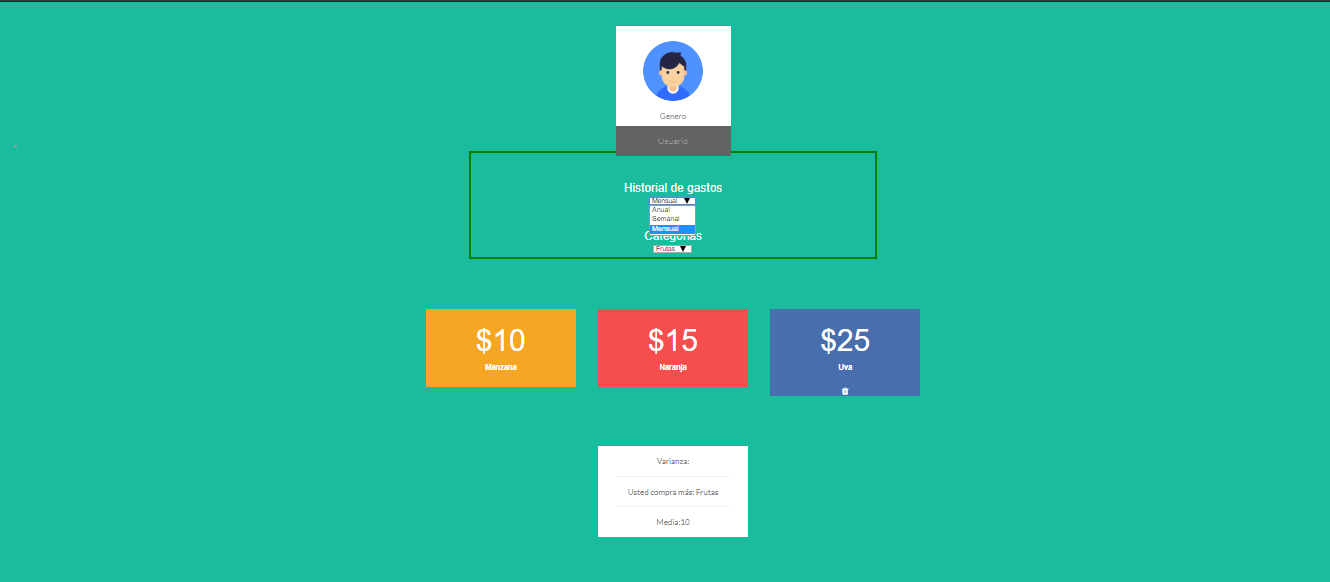 Genero
Usuario
Historial de gastos
Mensual
Anual
Semanal
Mensual
Categorías
Frutas
$10
Manzana
$15
Naranja
$25
Uva
Varianza:
Usted compra más: Frutas
Media:10